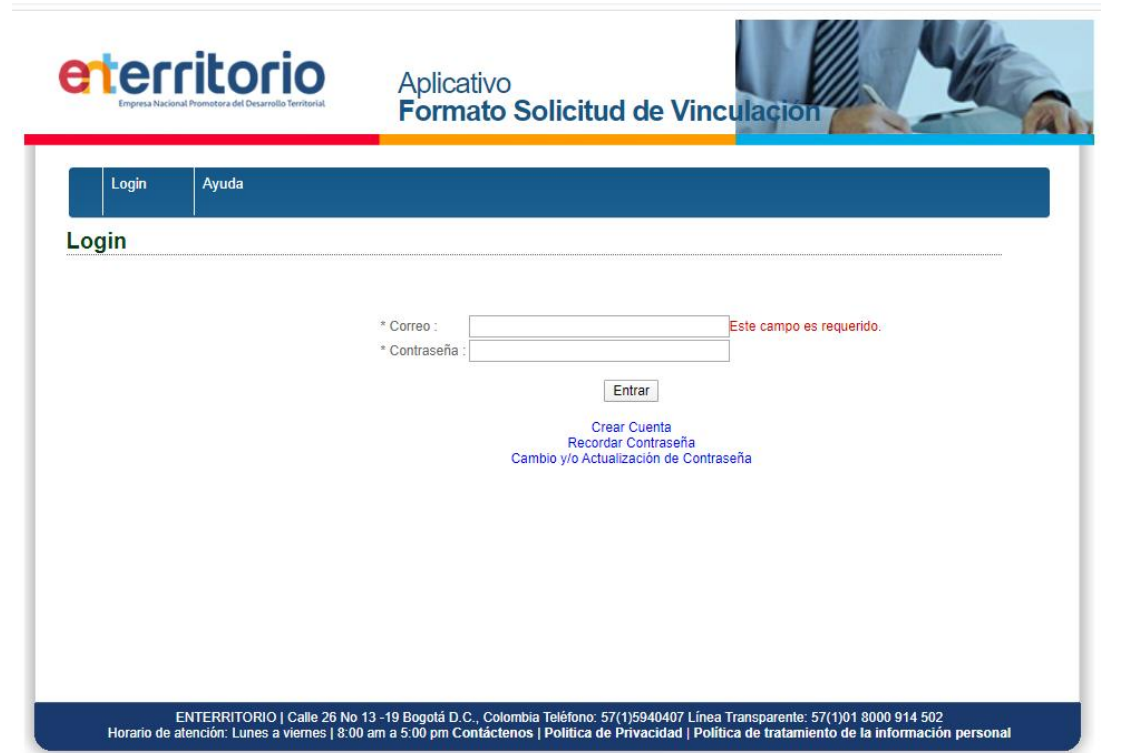 enterritorio
Empresa Nacional Promotora del Desarrollo Territorial
Aplicativo
Formato Solicitud de Vinculación
Login Ayuda
Login
* Correo : Este campo es requerido.
* Contraseña :
Entrar
Crear Cuenta
Recordar Contraseña
Cambio y/o Actualización de Contraseña
ENTERRITORIO | Calle 26 No 13 -19 Bogotá D.C., Colombia Teléfono: 57(1)5940407 Línea Transparente: 57(1)01 8000 914 502
Horario de atención: Lunes a viernes | 8:00 am a 5:00 pm Contáctenos | Politica de Privacidad | Política de tratamiento de la información personal